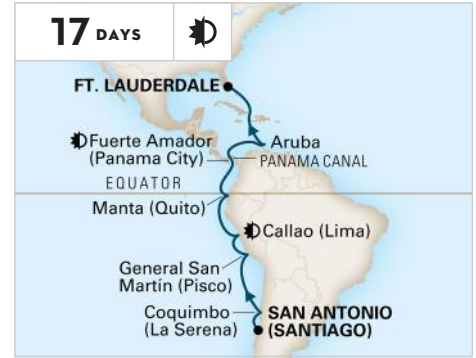 17 DAYS
FT. LAUDERDALE
Fuerte Amador
(Panama City)
Aruba
PANAMA CANAL
EQUATOR
Manta (Quito)
Callao (Lima)
General San
Martín (Pisco)
Coquimbo
(La Serena)
SAN ANTONIO
(SANTIAGO)